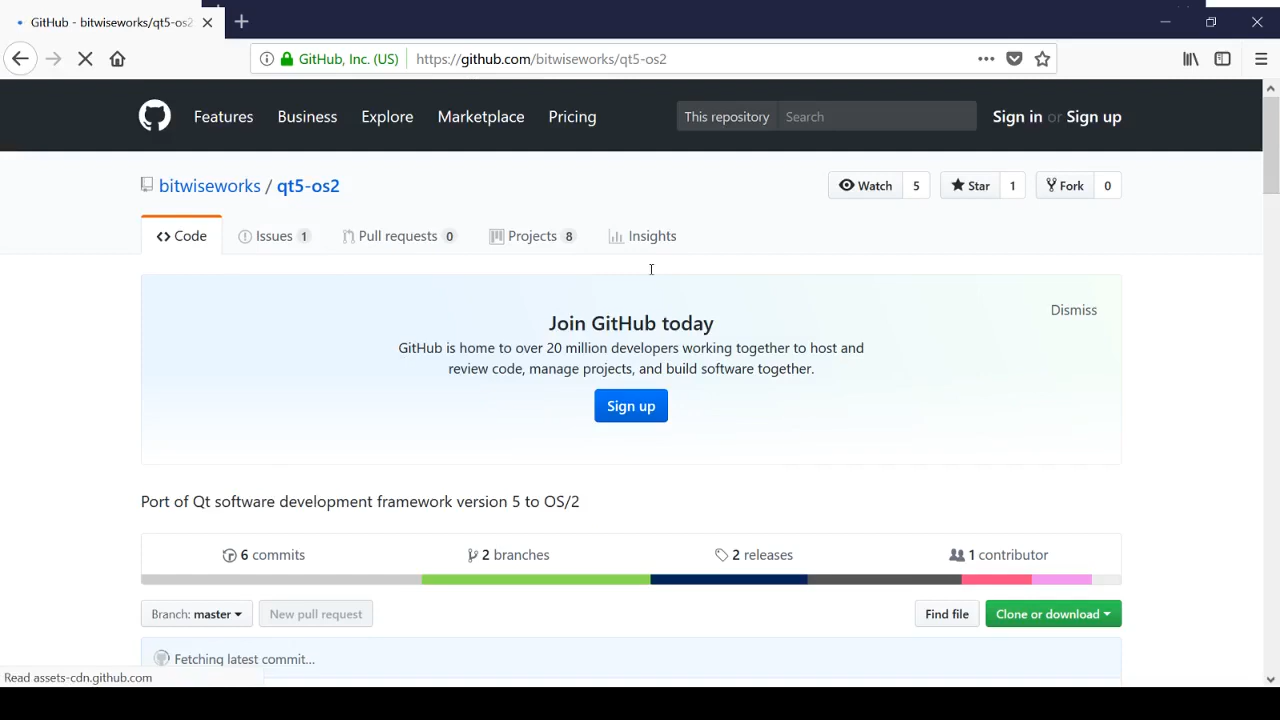 GitHub - bitwiseworks/qt5-os2
GitHub, Inc. (US) https://github.com/bitwiseworks/qt5-os2
Features Business Explore Marketplace Pricing This repository Search Sign in or Sign up
bitwiseworks / qt5-os2 Watch 5 Star 1 Fork 0
Code Issues 1 Pull requests 0 Projects 8 Insights
Dismiss
Join GitHub today
GitHub is home to over 20 million developers working together to host and
review code, manage projects, and build software together.
Sign up
Port of Qt software development framework version 5 to OS/2
6 commits 2 branches 2 releases 1 contributor
Branch: master New pull request Find file Clone or download
Fetching latest commit...
Read assets-cdn.github.com